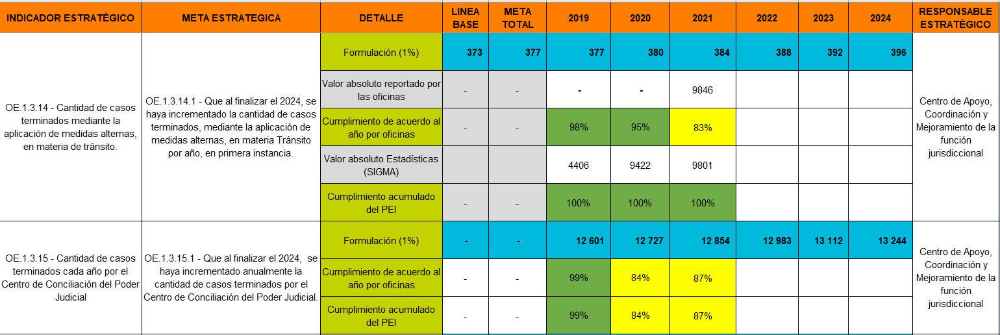 INDICADOR ESTRATÉGICO META ESTRATEGICA DETALLE LINEA BASE META TOTAL 2019 2020 2021 2022 2023 2024 RESPONSABLE ESTRATÉGICO
OE.1.3.14 - Cantidad de casos
terminados mediante la
aplicación de medidas alternas,
en materia de tránsito.
OE.1.3.14.1 - Que al finalizar el 2024, se
haya incrementado la cantidad de casos
terminados, mediante la aplicación de
medidas alternas, en materia Tránsito
por año, en primera instancia.
Formulación (1%) 373 377 377 380 384 388 392 396
Valor absoluto reportado por
las oficinas - - - - 9846
Cumplimiento de acuerdo al
año por oficinas - - 98% 95% 83%
Valor absoluto Estadísticas
(SIGMA) 4406 9422 9801
Cumplimiento acumulado
del PEI - - 100% 100% 100%
Centro de Apoyo,
Coordinación y
Mejoramiento de la
función
jurisdiccional
OE.1.3.15 - Cantidad de casos
terminados cada año por el
Centro de Conciliación del Poder
Judicial
OE.1.3.15.1 - Que al finalizar el 2024, se
haya incrementado anualmente la
cantidad de casos terminados por el
Centro de Conciliación del Poder Judicial.
Formulación (1%) - - 12 601 12 727 12 854 12 983 13 112 13 244
Cumplimiento de acuerdo al
año por oficinas - - 99% 84% 87%
Cumplimiento acumulado
del PEI - - 99% 84% 87%
Centro de Apoyo,
Coordinación y
Mejoramiento de la
función
jurisdiccional